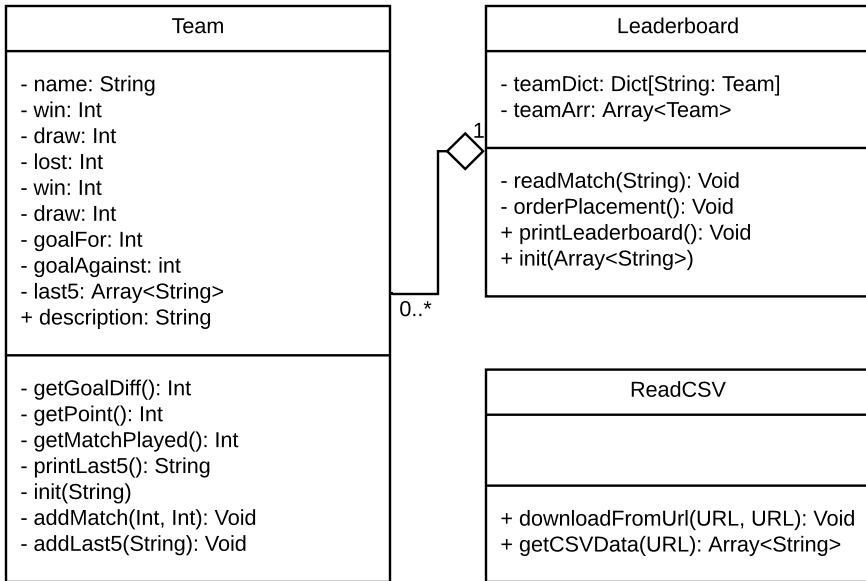 Team
- name: String
- win: Int
- draw: Int
- lost: Int
- win: Int
- draw: Int
- goalFor: Int
- goalAgainst: int
- last5: Array<String>
+ description: String
- getGoalDiff(): Int
- getPoint(): Int
- getMatchPlayed(): Int
- printLast5(): String
- init(String)
- addMatch(Int, Int): Void
- addLast5(String): Void
1
0..*
Leaderboard
- teamDict: Dict[String: Team]
- teamArr: Array<Team>
- readMatch(String): Void
- orderPlacement(): Void
+ printLeaderboard(): Void
+ init(Array<String>)
ReadCSV
+ downloadFromUrl(URL, URL): Void
+ getCSVData(URL): Array<String>